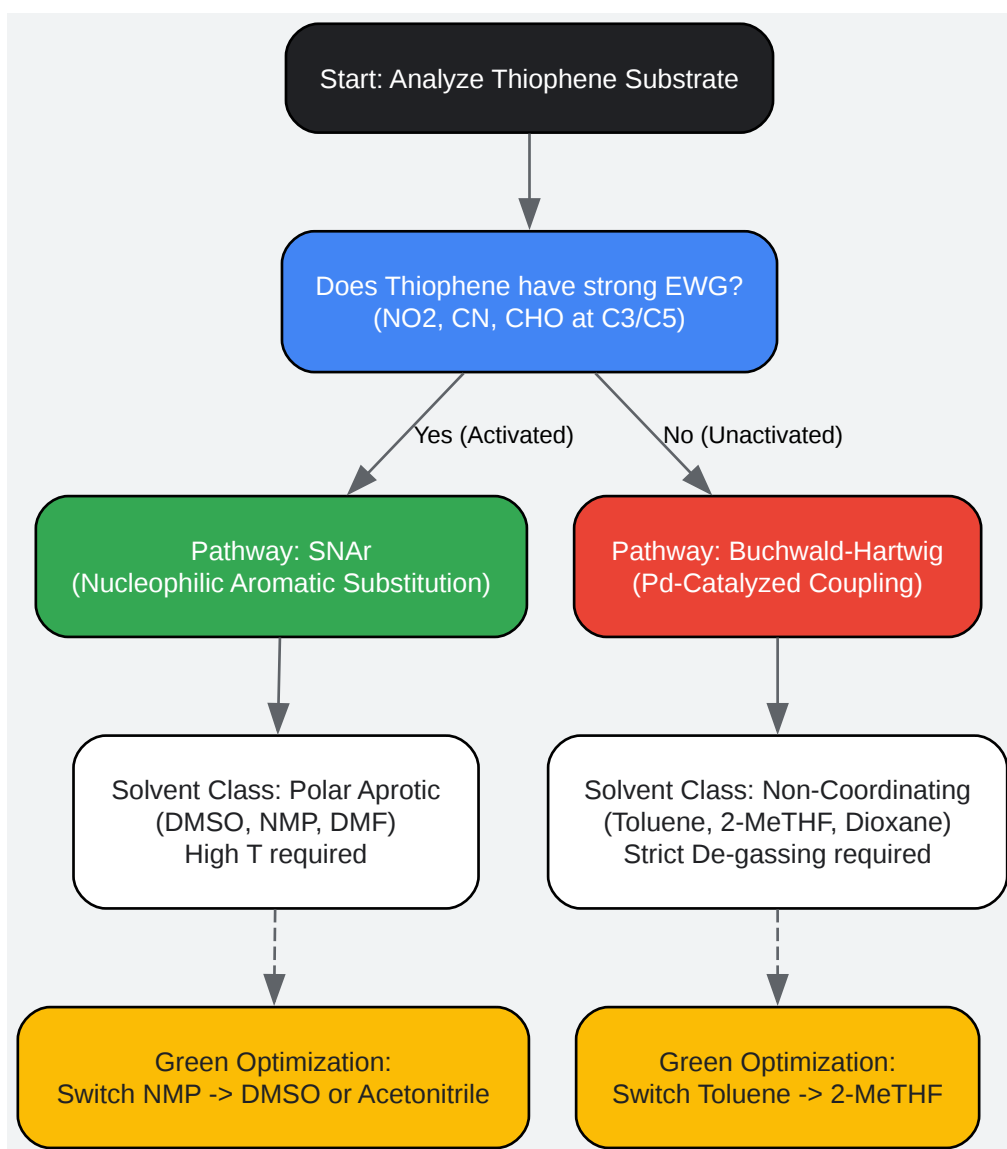 Start: Analyze Thiophene Substrate
Does Thiophene have strong EWG?
(NO2, CN, CHO at C3/C5)
Yes (Activated)
No (Unactivated)
Pathway: SNAr
(Nucleophilic Aromatic Substitution)
Pathway: Buchwald-Hartwig
(Pd-Catalyzed Coupling)
Solvent Class: Polar Aprotic
(DMSO, NMP, DMF)
High T required
Solvent Class: Non-Coordinating
(Toluene, 2-MeTHF, Dioxane)
Strict De-gassing required
Green Optimization:
Switch NMP -> DMSO or Acetonitrile
Green Optimization:
Switch Toluene -> 2-MeTHF